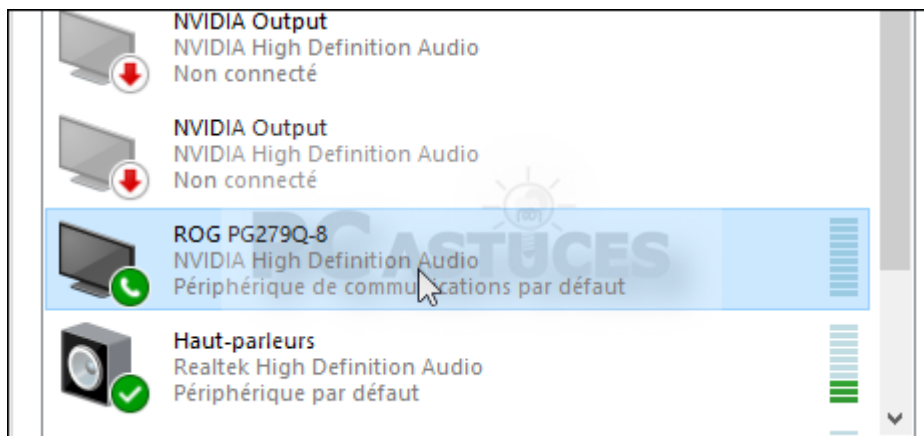 NVIDIA Output
NVIDIA High Definition Audio
Non connecté
NVIDIA Output
NVIDIA High Definition Audio
Non connecté
ROG PG279Q-8
NVIDIA High Definition Audio
Périphérique de communications par défaut
PC ASTUCES
Haut-parleurs
Realtek High Definition Audio
Périphérique par défaut